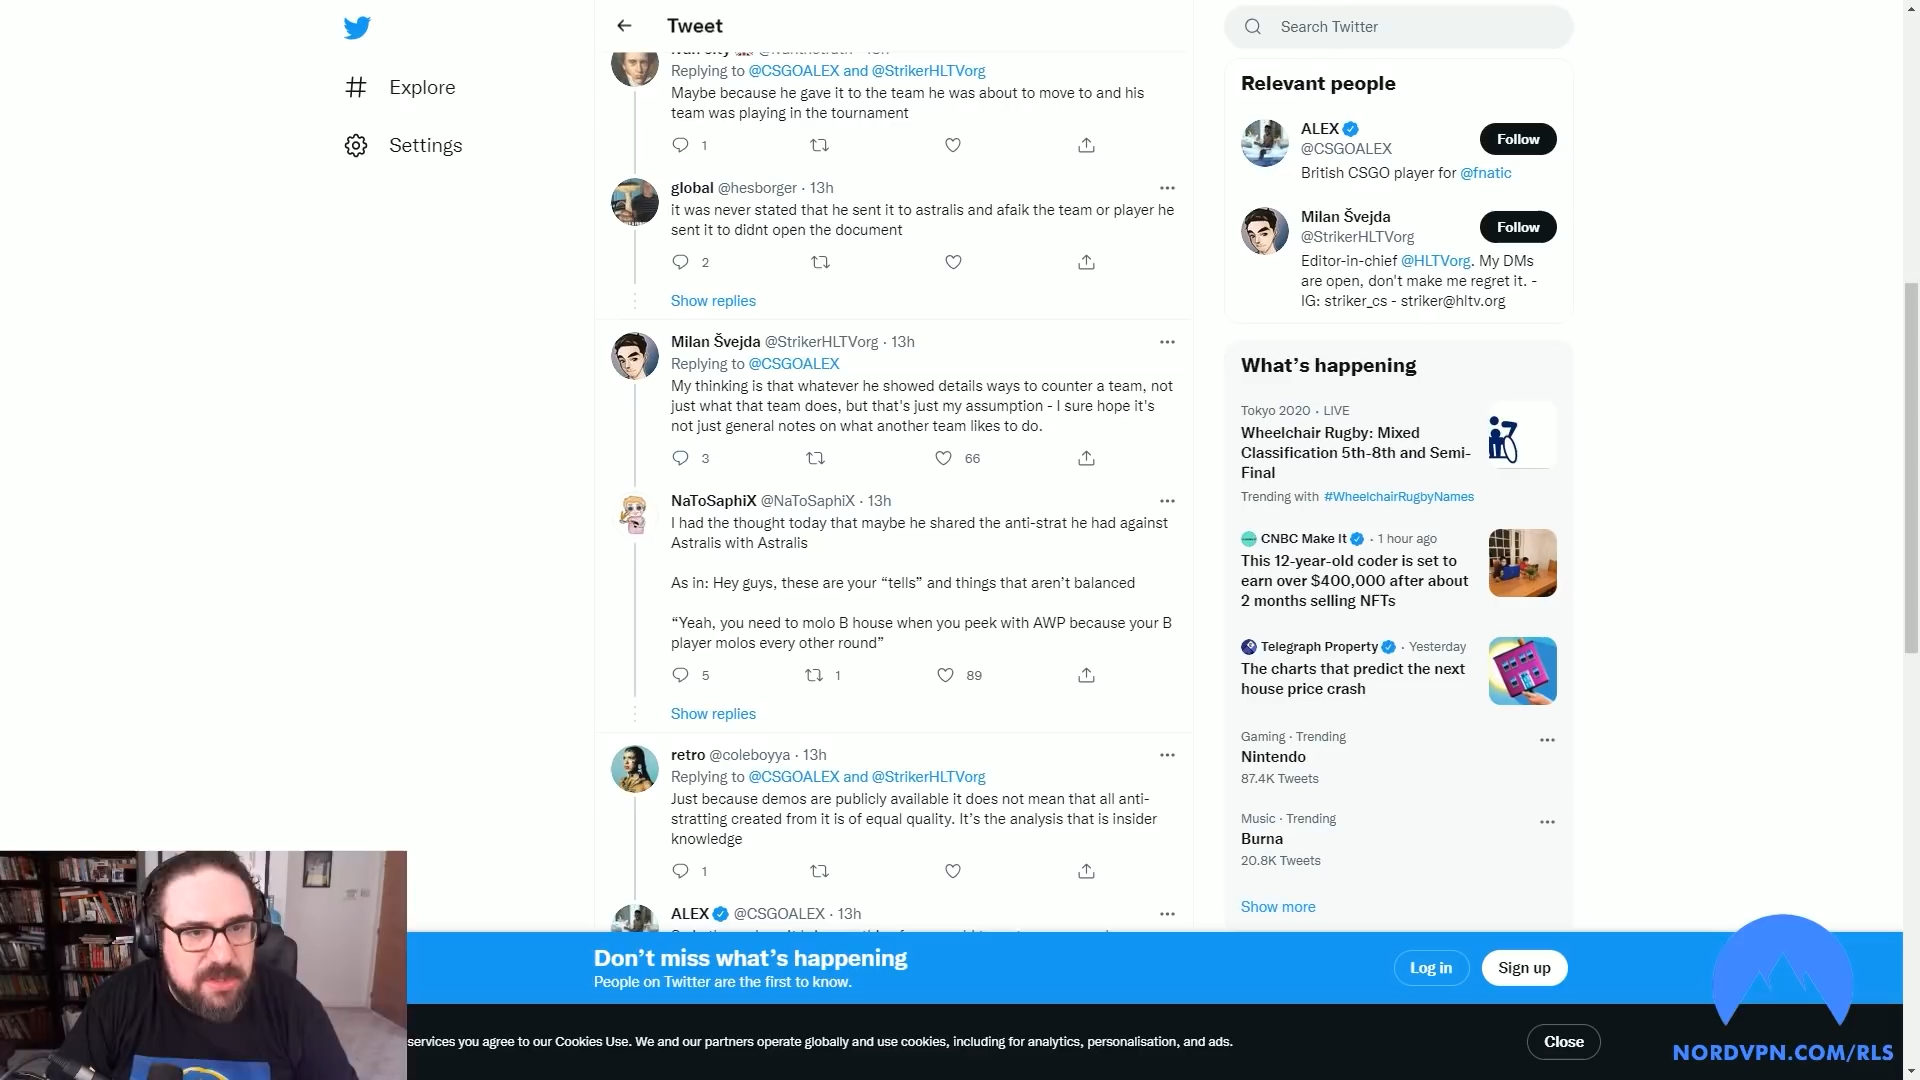 Explore
Settings
Tweet
Replying to @CSGOALEX and @StrikerHLTVorg
Maybe because he gave it to the team he was about to move to and his
team was playing in the tournament
1
global @hesborger · 13h
it was never stated that he sent it to astralis and afaik the team or player he
sent it to didnt open the document
2
Show replies
Milan Švejda @StrikerHLTVorg · 13h
Replying to @CSGOALEX
My thinking is that whatever he showed details ways to counter a team, not
just what that team does, but that's just my assumption - I sure hope it's
not just general notes on what another team likes to do.
3 66
NaToSaphiX @NaToSaphiX · 13h
I had the thought today that maybe he shared the anti-strat he had against
Astralis with Astralis
As in: Hey guys, these are your “tells” and things that aren’t balanced
“Yeah, you need to molo B house when you peek with AWP because your B
player molos every other round”
5 1 89
Show replies
retro @coleboyya · 13h
Replying to @CSGOALEX and @StrikerHLTVorg
Just because demos are publicly available it does not mean that all anti-
stratting created from it is of equal quality. It’s the analysis that is insider
knowledge
1
ALEX @CSGOALEX · 13h
Search Twitter
Relevant people
ALEX
@CSGOALEX
Follow
British CSGO player for @fnatic
Milan Švejda
@StrikerHLTVorg
Follow
Editor-in-chief @HLTVorg. My DMs
are open, don't make me regret it. -
IG: striker_cs - striker@hltv.org
What’s happening
Tokyo 2020 · LIVE
Wheelchair Rugby: Mixed
Classification 5th-8th and Semi-
Final
Trending with #WheelchairRugbyNames
CNBC Make It · 1 hour ago
This 12-year-old coder is set to
earn over $400,000 after about
2 months selling NFTs
Telegraph Property · Yesterday
The charts that predict the next
house price crash
Gaming · Trending
Nintendo
87.4K Tweets
Music · Trending
Burna
20.8K Tweets
Show more
Don’t miss what’s happening
People on Twitter are the first to know.
Log in
Sign up
services you agree to our Cookies Use. We and our partners operate globally and use cookies, including for analytics, personalisation, and ads.
Close
NORDVPN.COM/RLS